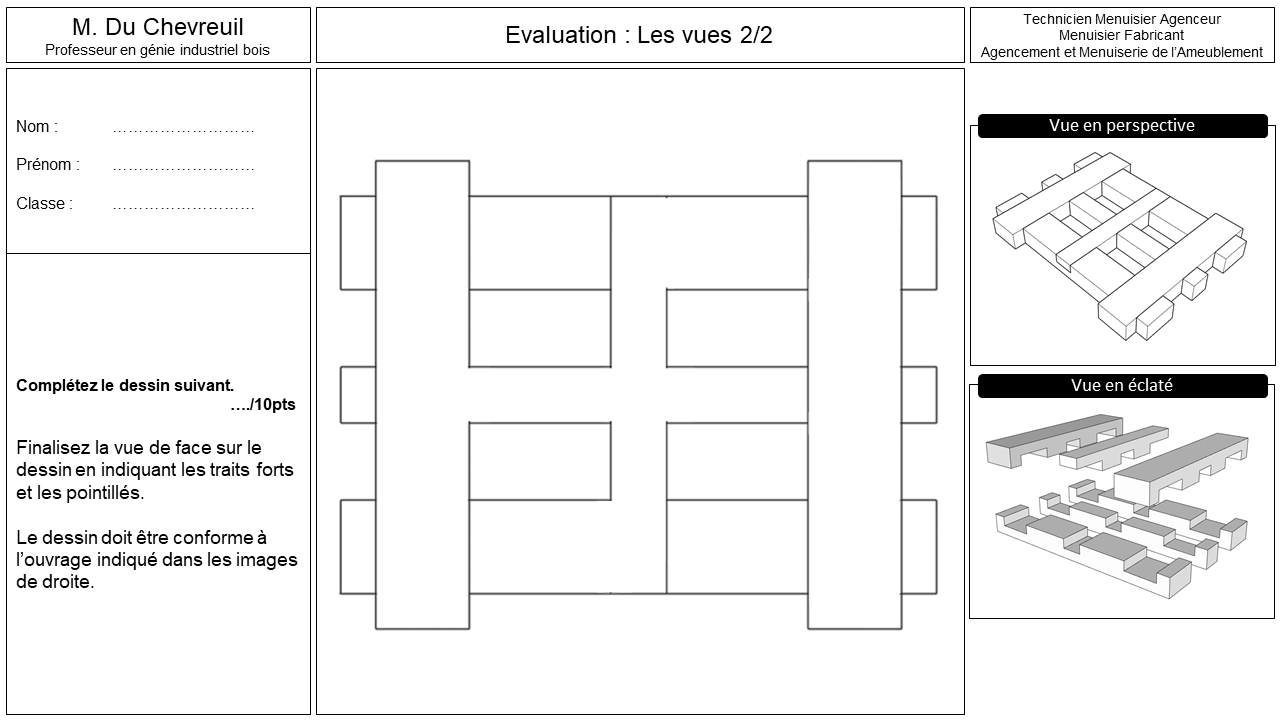 M. Du Chevreuil
Professeur en génie industriel bois
Evaluation : Les vues 2/2
Technicien Menuisier Agenceur
Menuisier Fabricant
Agencement et Menuiserie de l'Ameublement
Nom : ………………………
Prénom : ………………………
Classe : ………………………
Complétez le dessin suivant.
…./10pts
Finalisez la vue de face sur le
dessin en indiquant les traits forts
et les pointillés.
Le dessin doit être conforme à
l'ouvrage indiqué dans les images
de droite.
Vue en perspective
Vue en éclaté